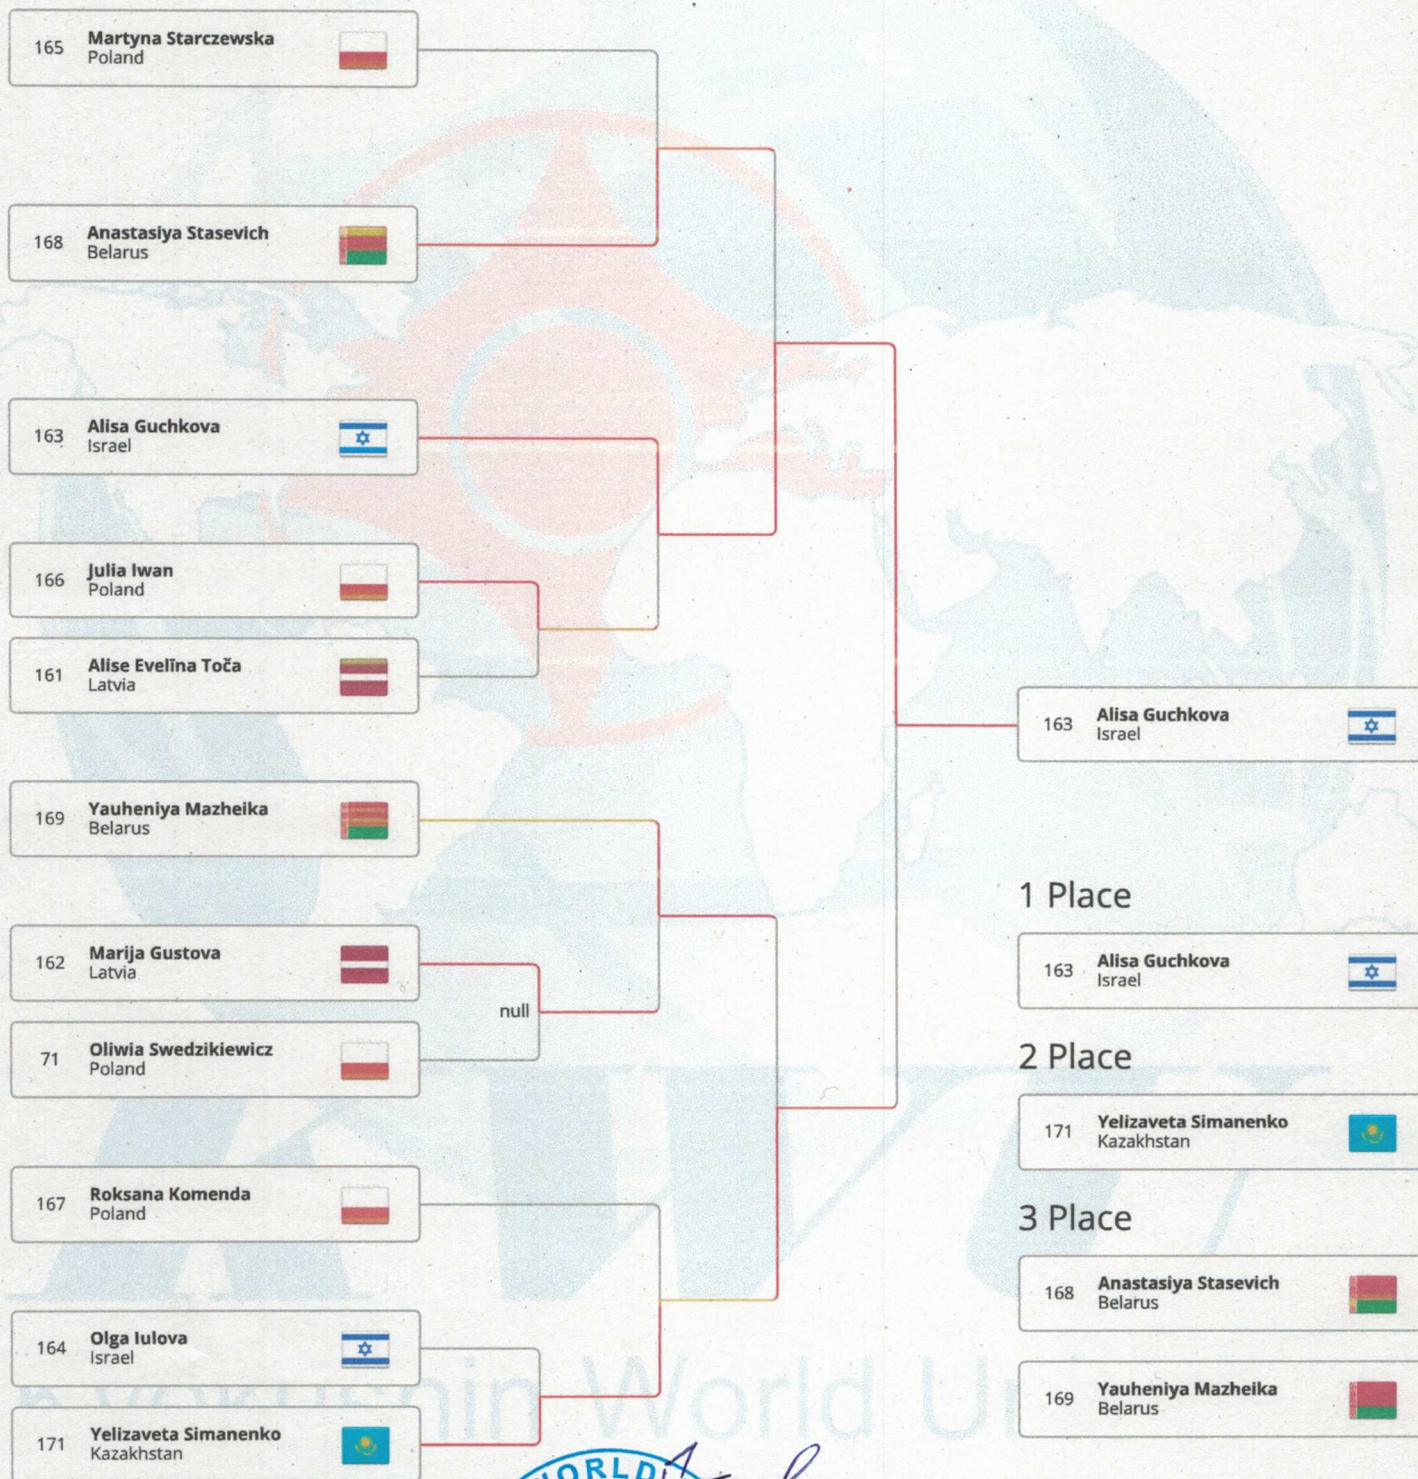 165 Martyna Starczewska
Poland
168 Anastasiya Stasevich
Belarus
163 Alisa Guchkova
Israel
166 Julia Iwan
Poland
161 Alise Evelīna Toča
Latvia
169 Yauheniya Mazheika
Belarus
162 Marija Gustova
Latvia
null
71 Oliwia Swedzikiewicz
Poland
167 Roksana Komenda
Poland
164 Olga Iulova
Israel
171 Yelizaveta Simanenko
Kazakhstan
163 Alisa Guchkova
Israel
1 Place
163 Alisa Guchkova
Israel
2 Place
171 Yelizaveta Simanenko
Kazakhstan
3 Place
168 Anastasiya Stasevich
Belarus
169 Yauheniya Mazheika
Belarus
World
WORLD